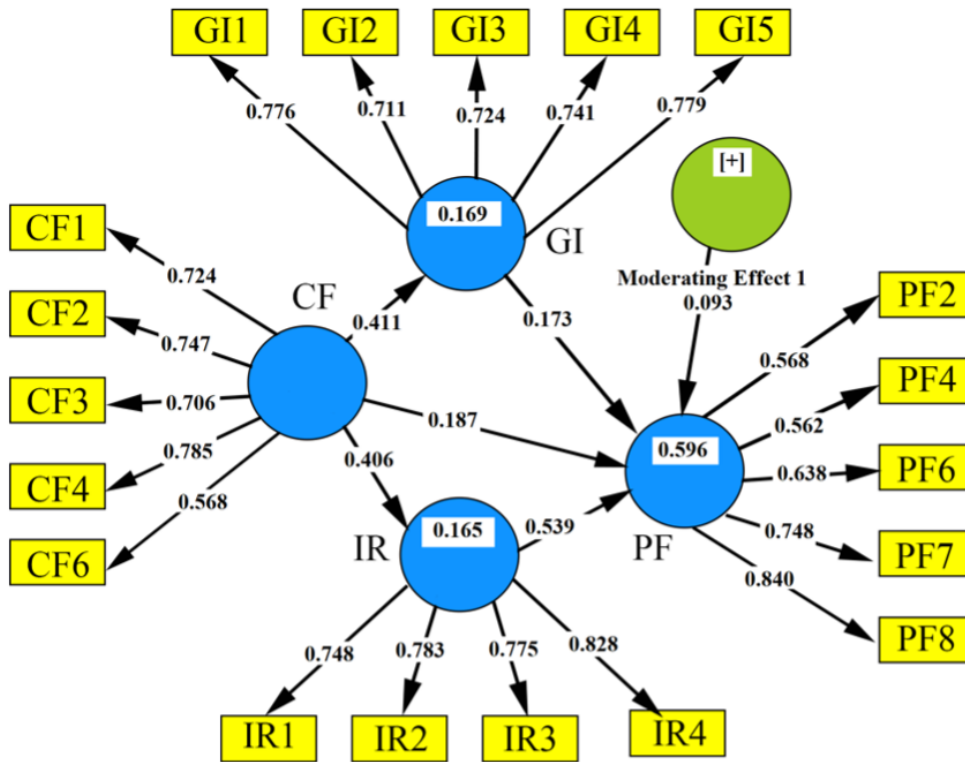 GI1 GI2 GI3 GI4 GI5
0.776 0.711 0.724 0.741 0.779
[+]
0.169
GI
CF1
0.724
Moderating Effect 1
0.093
CF
0.411
0.173
PF2
0.568
CF2
0.747
PF4
0.562
CF3
0.706
0.187
0.596
PF6
0.638
CF4
0.785
0.406
0.568
IR
0.165
0.539
PF
0.748
PF7
CF6
0.840
PF8
0.748 0.783 0.775 0.828
IR1 IR2 IR3 IR4